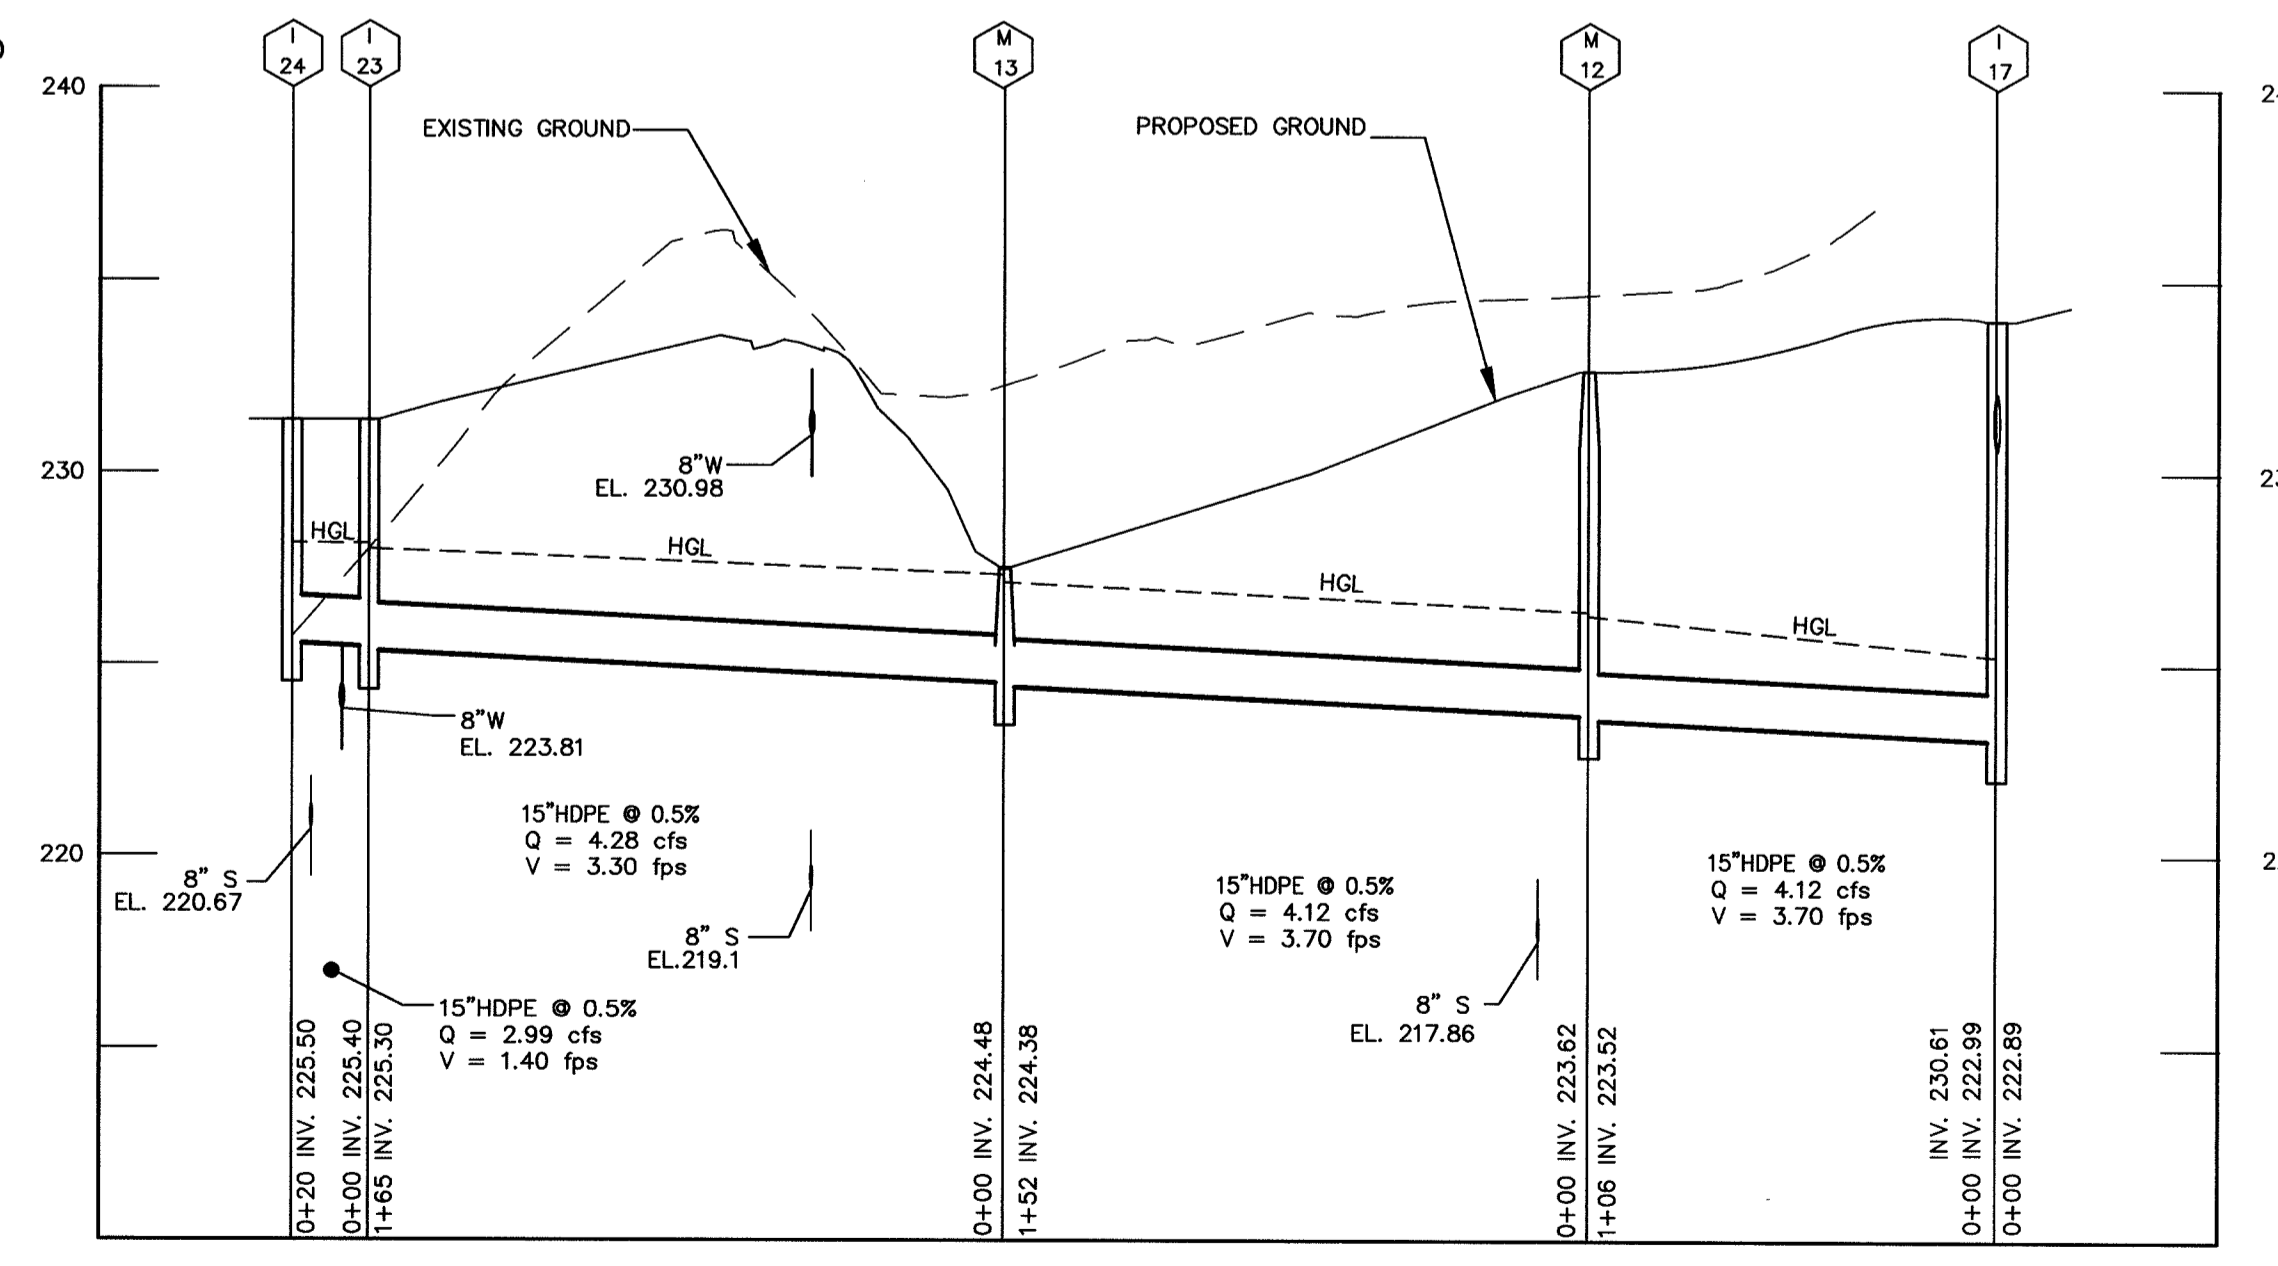 I
24
I
23
M
13
M
12
I
17
240
EXISTING GROUND
PROPOSED GROUND
230
8"W
EL. 230.98
HGL
HGL
HGL
HGL
8"W
EL. 223.81
220
8" S
EL. 220.67
15"HDPE @ 0.5%
Q = 4.28 cfs
V = 3.30 fps
8" S
EL.219.1
15"HDPE @ 0.5%
Q = 4.12 cfs
V = 3.70 fps
15"HDPE @ 0.5%
Q = 4.12 cfs
V = 3.70 fps
8" S
EL. 217.86
15"HDPE @ 0.5%
Q = 2.99 cfs
V = 1.40 fps
0+20 INV. 225.50
0+00 INV. 225.40
1+65 INV. 225.30
0+00 INV. 224.48
1+52 INV. 224.38
0+00 INV. 223.62
1+06 INV. 223.52
INV. 230.61
0+00 INV. 222.99
0+00 INV. 222.89